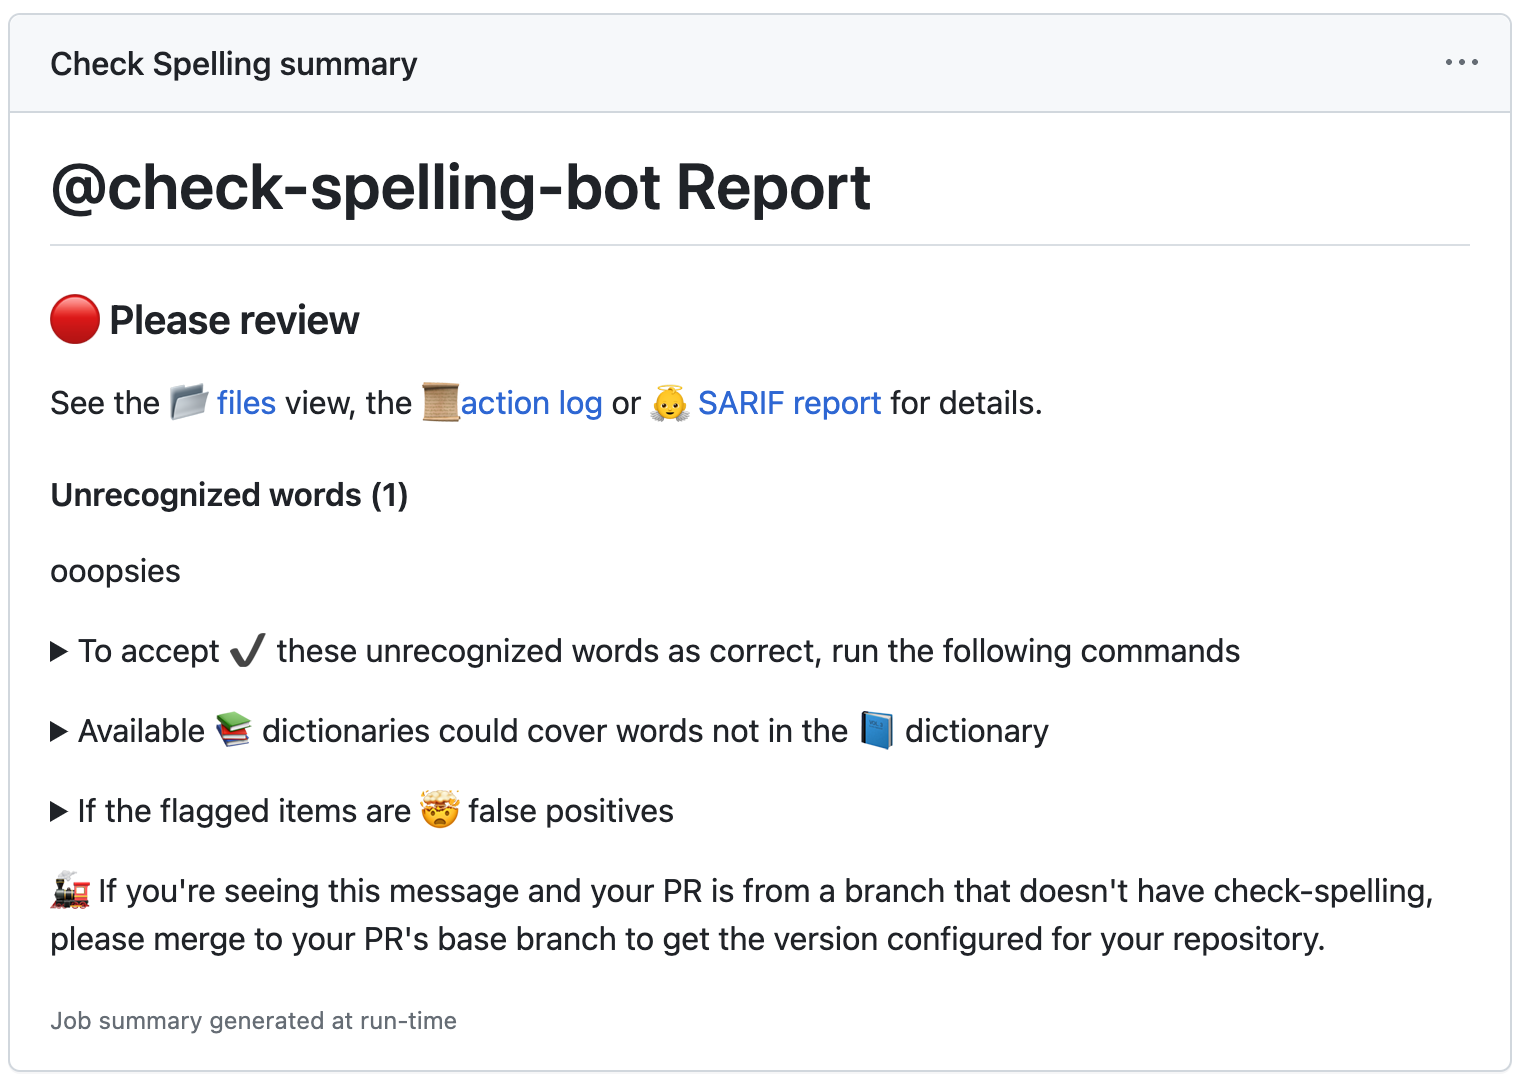 Check Spelling summary
@check-spelling-bot Report
🔴 Please review
See the 📂 files view, the 📜action log or 👼 SARIF report for details.
Unrecognized words (1)
ooopsies
▶ To accept ✔️ these unrecognized words as correct, run the following commands
▶ Available 📚 dictionaries could cover words not in the 📘 dictionary
▶ If the flagged items are 🤯 false positives
🚂 If you're seeing this message and your PR is from a branch that doesn't have check-spelling,
please merge to your PR's base branch to get the version configured for your repository.
Job summary generated at run-time